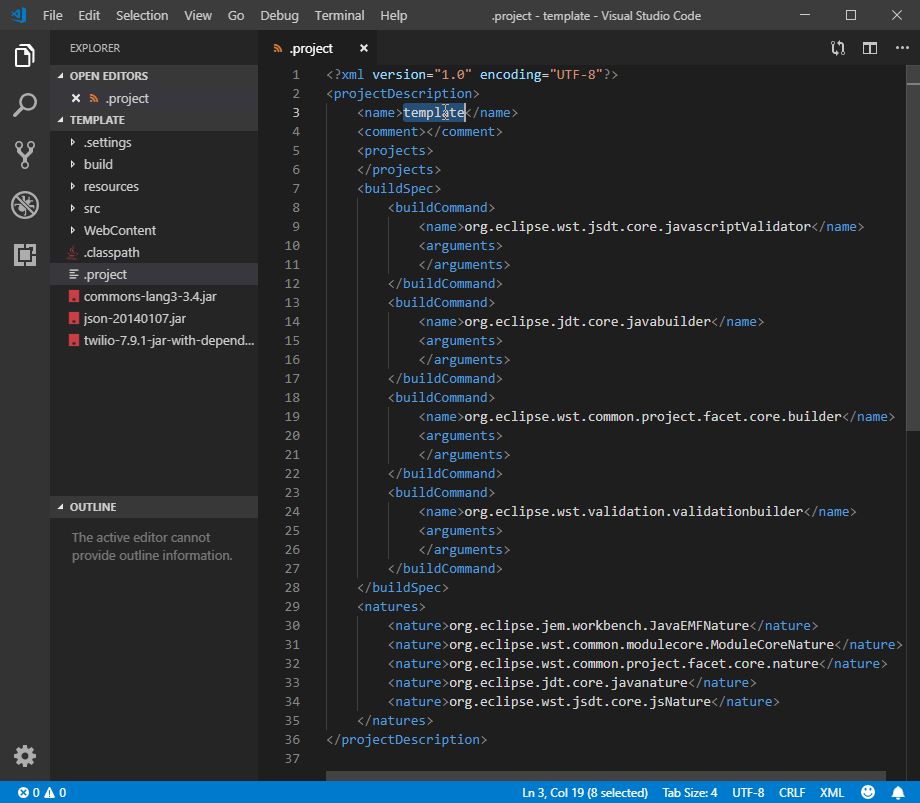 File Edit Selection View Go Debug Terminal Help .project - template - Visual Studio Code
EXPLORER
OPEN EDITORS
.project
TEMPLATE
.settings
build
resources
src
WebContent
.classpath
.project
commons-lang3-3.4.jar
json-20140107.jar
twilio-7.9.1-jar-with-depend...
OUTLINE
The active editor cannot
provide outline information.
.project
1 <?xml version="1.0" encoding="UTF-8"?>
2 <projectDescription>
3 <name>template</name>
4 <comment></comment>
5 <projects>
6 </projects>
7 <buildSpec>
8 <buildCommand>
9 <name>org.eclipse.wst.jsdt.core.javascriptValidator</name>
10 <arguments>
11 </arguments>
12 </buildCommand>
13 <buildCommand>
14 <name>org.eclipse.jdt.core.javabuilder</name>
15 <arguments>
16 </arguments>
17 </buildCommand>
18 <buildCommand>
19 <name>org.eclipse.wst.common.project.facet.core.builder</name>
20 <arguments>
21 </arguments>
22 </buildCommand>
23 <buildCommand>
24 <name>org.eclipse.wst.validation.validationbuilder</name>
25 <arguments>
26 </arguments>
27 </buildCommand>
28 </buildSpec>
29 <natures>
30 <nature>org.eclipse.jem.workbench.JavaEMFNature</nature>
31 <nature>org.eclipse.wst.common.modulecore.ModuleCoreNature</nature>
32 <nature>org.eclipse.wst.common.project.facet.core.nature</nature>
33 <nature>org.eclipse.jdt.core.javanature</nature>
34 <nature>org.eclipse.wst.jsdt.core.jsNature</nature>
35 </natures>
36 </projectDescription>
37
0 0 Ln 3, Col 19 (8 selected) Tab Size: 4 UTF-8 CRLF XML